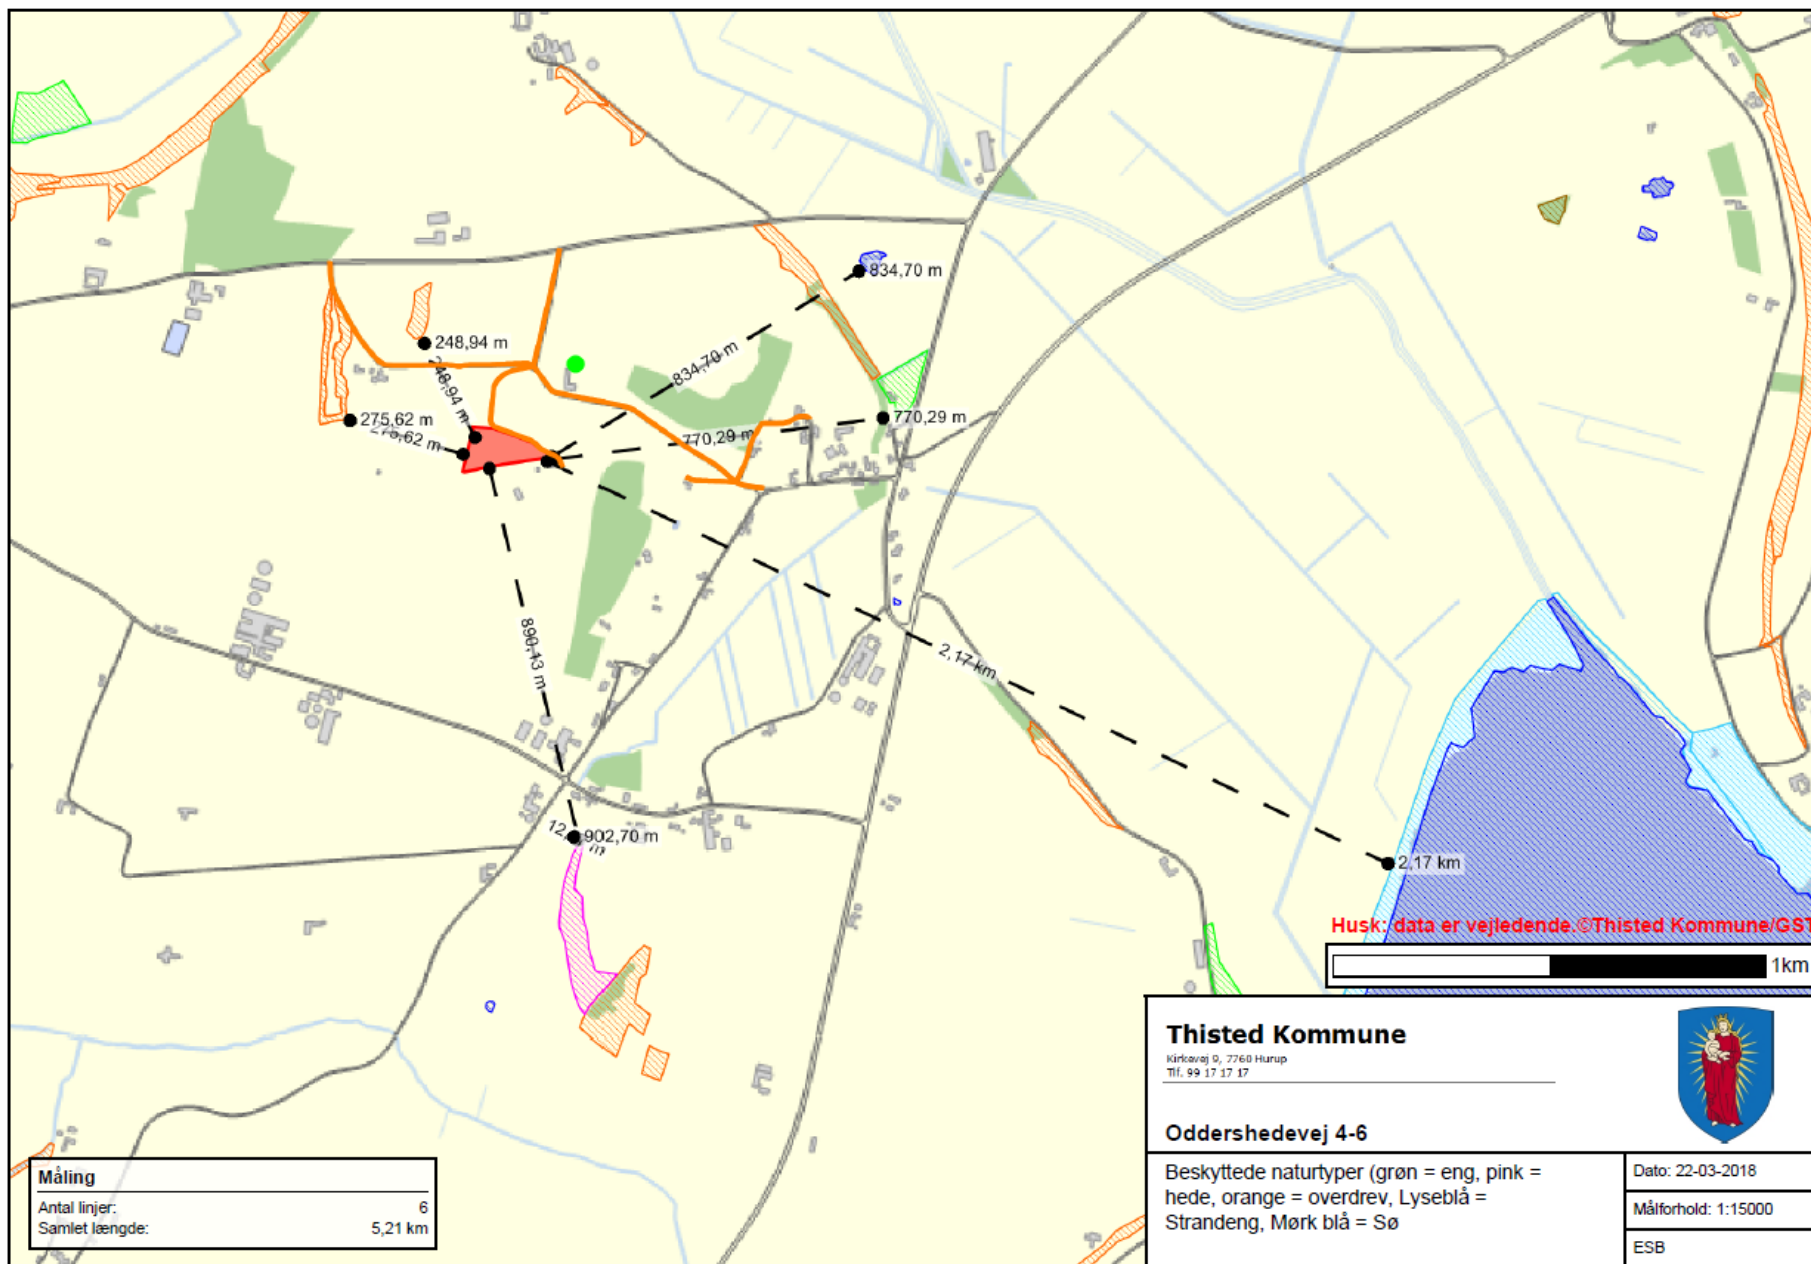 834,70 m
834,70 m
248,94 m
248,94 m
275,62 m
275,62 m
770,29 m
770,29 m
890,13 m
2,17 km
902,70 m
2,17 km
Husk: data er vejledende.©Thisted Kommune/GST
1km
Thisted Kommune
Kirkevej 9, 7760 Hurup
Tlf. 99 17 17 17
Oddershedevej 4-6
Beskyttede naturtyper (grøn = eng, pink =
hede, orange = overdrev, Lyseblå =
Strandeng, Mørk blå = Sø
Dato: 22-03-2018
Målforhold: 1:15000
ESB
Måling
Antal linjer: 6
Samlet længde: 5,21 km